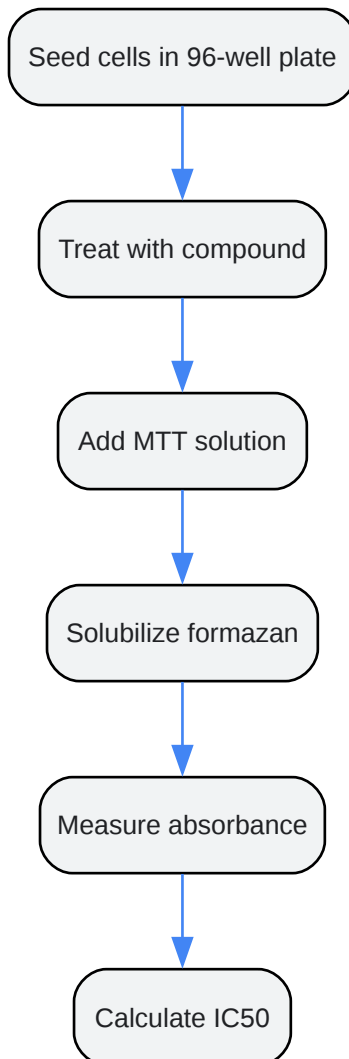 Seed cells in 96-well plate
Treat with compound
Add MTT solution
Solubilize formazan
Measure absorbance
Calculate IC50